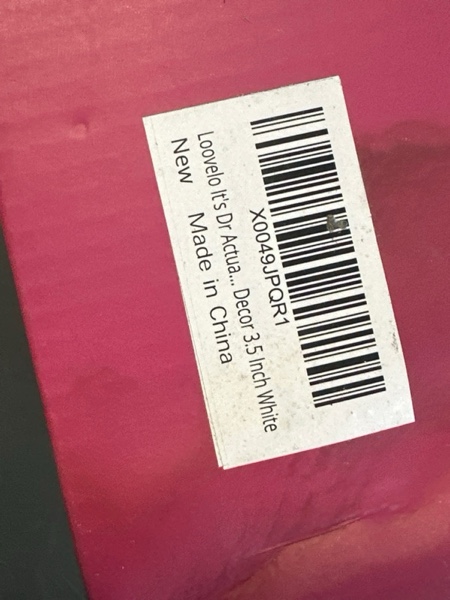 X0049JPQR1
Loovelo It's Dr Actua... Decor 3.5 Inch White
New Made in China